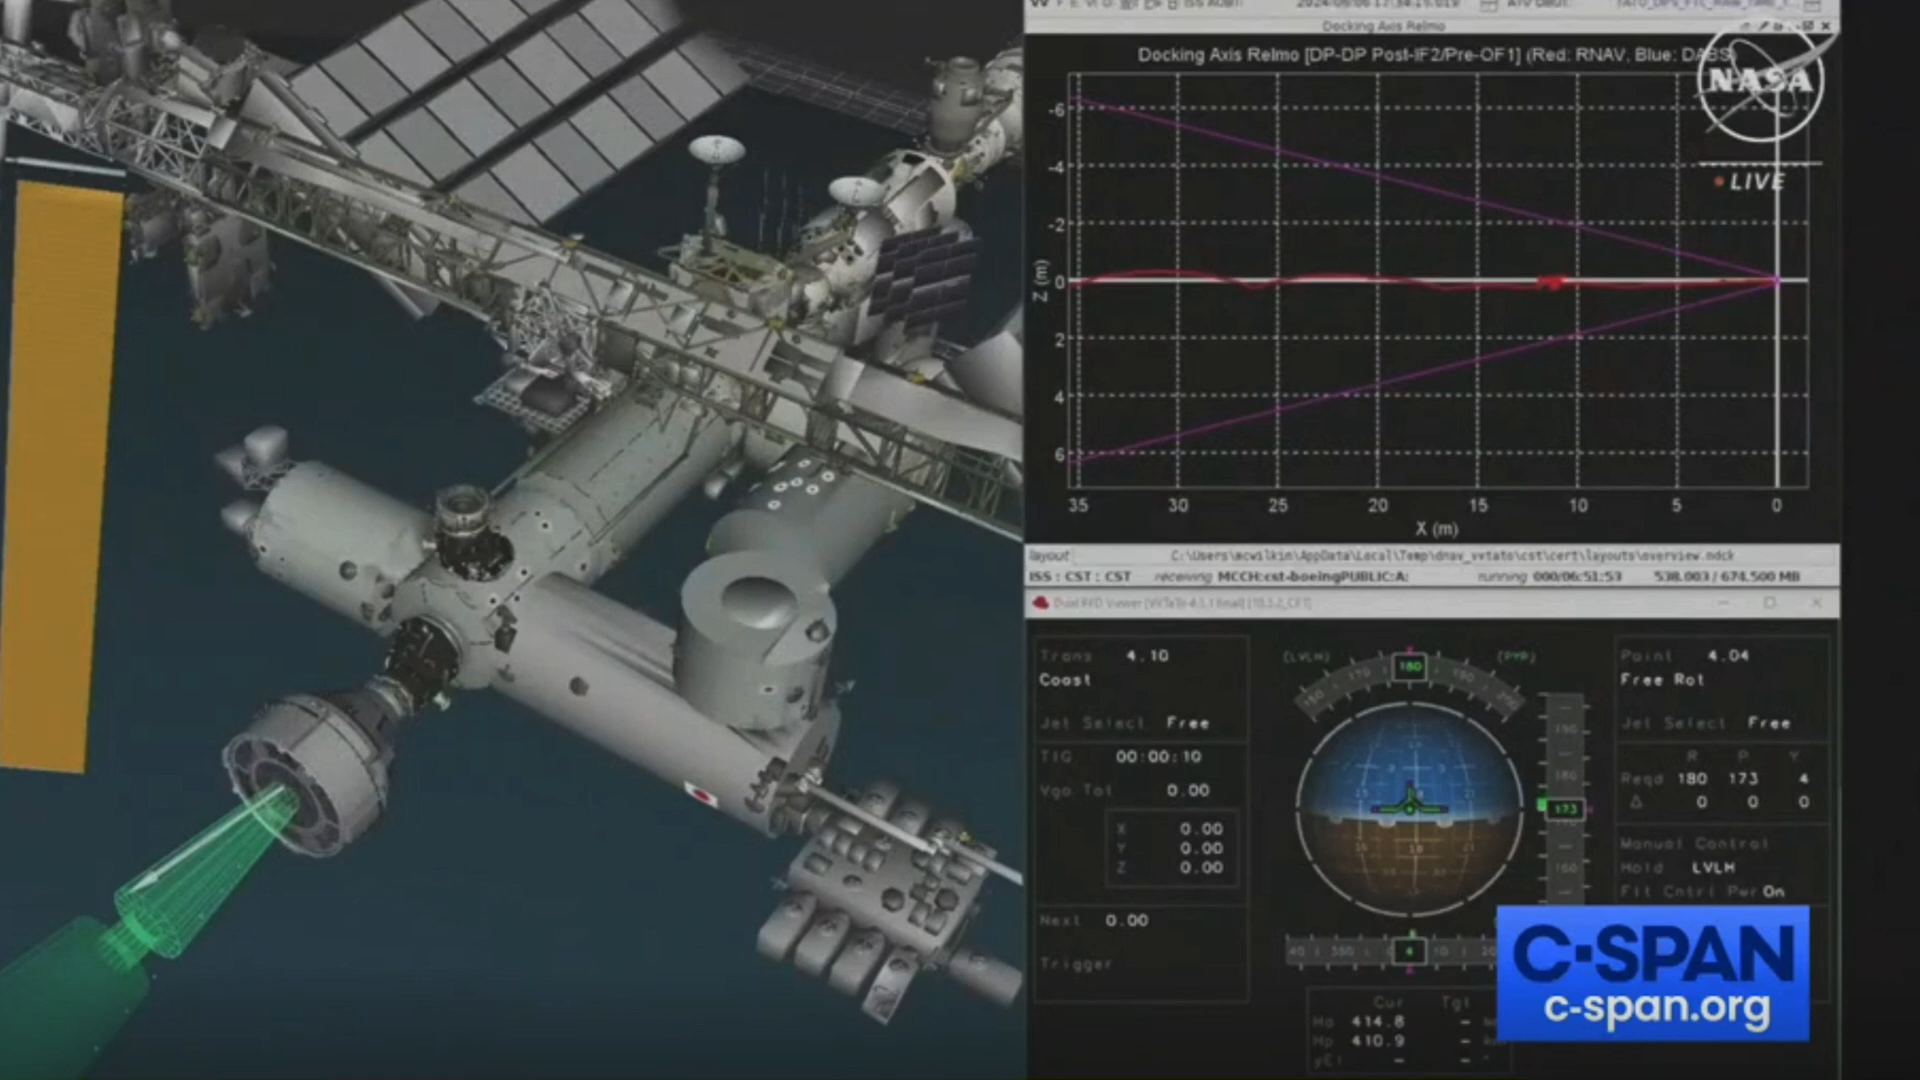 Docking Axis Relmo
Docking Axis Relmo [DP-DP Post-IF2/Pre-OF1] (Red: RNAV, Blue: DABS)
NASA
LIVE
-6
-4
-2
0
2
4
6
Z (m)
35 30 25 20 15 10 5 0
X (m)
layout C:\Users\mcwilkin\AppData\Local\Temp\dnav_vvtato\cst\cert\layouts\overview.mdck
ISS : CST : CST receiving MCCH:cst-boeingPUBLIC:A: running 000/06:51:53 538.003 / 674.500 MB
Trans 4.10
Coast
Jet Select Free
TIG 00:00:10
Vgo Tot 0.00
X 0.00
Y 0.00
Z 0.00
Next 0.00
Trigger
(LVLH) (PYR)
180
173
4
Point 4.04
Free Rot
Jet Select Free
R P Y
Reqd 180 173 4
Δ 0 0 0
Manual Control
Hold LVLH
Flt Cntrl Pwr On
Cur Tgt
Ha 414.8 -
Hp 410.9 -
C-SPAN
c-span.org